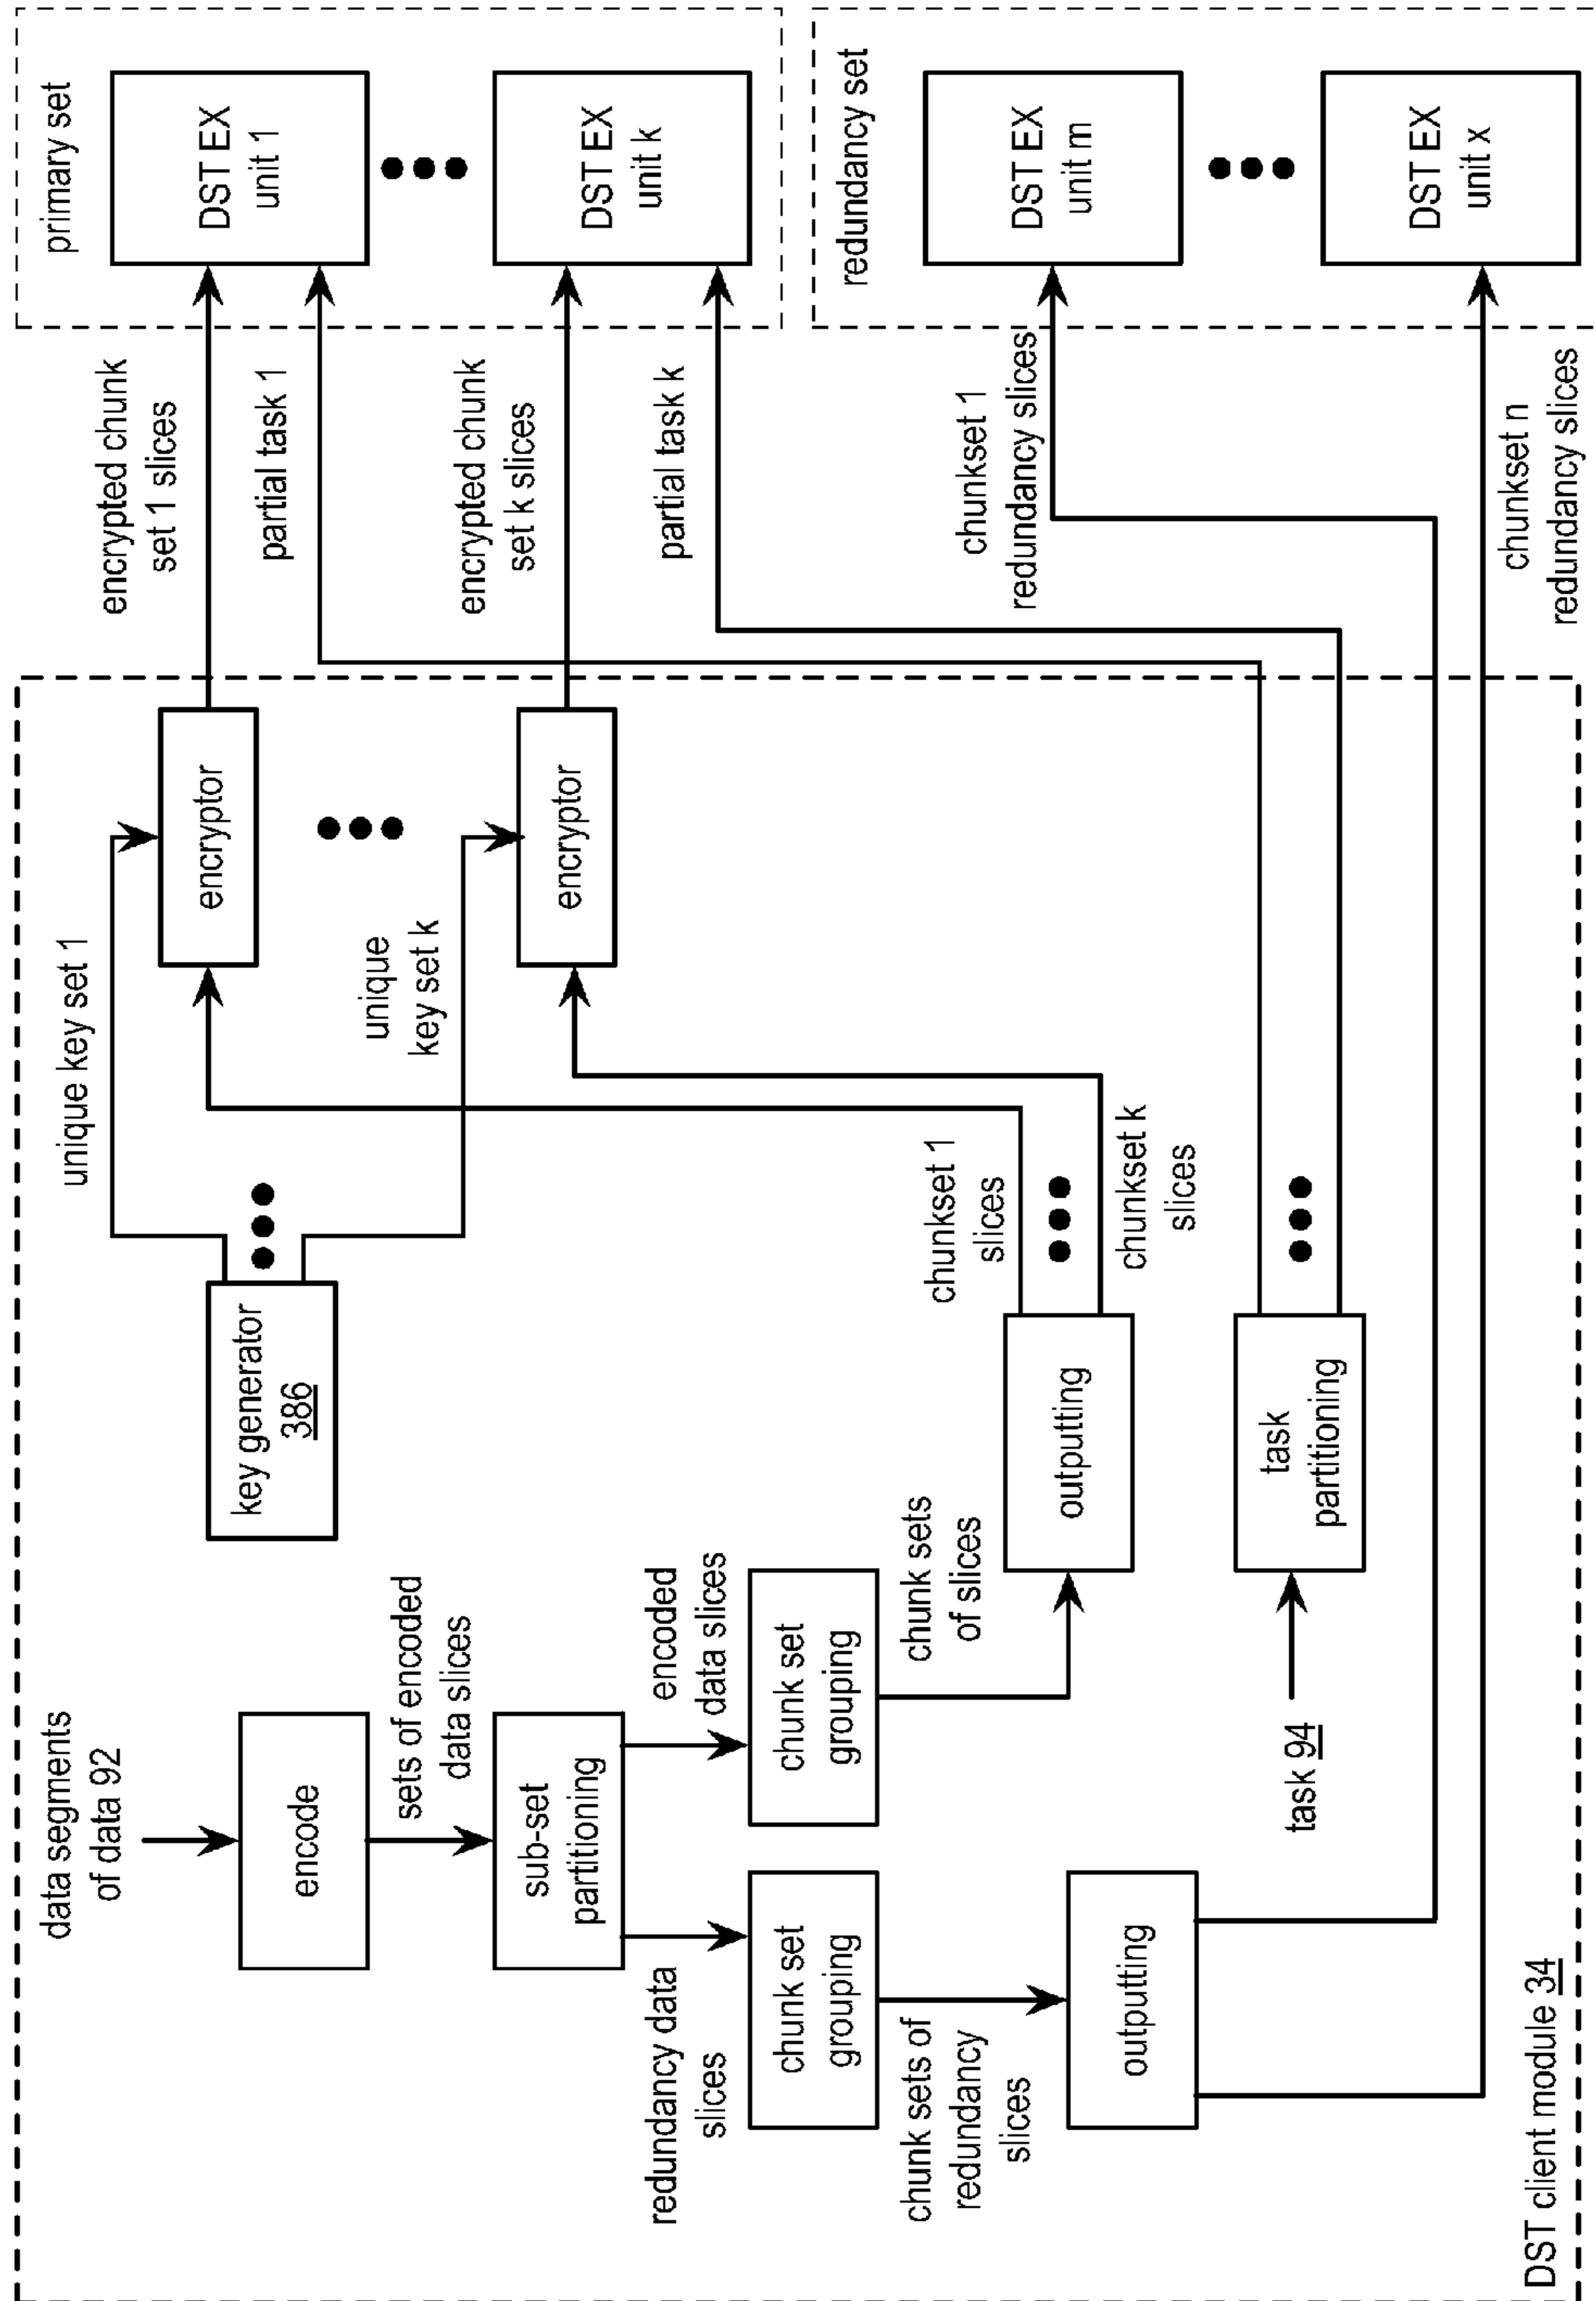 data segments
of data 92
encode
sets of encoded
data slices
sub-set
partitioning
redundancy data
slices
encoded
data slices
chunk set
grouping
chunk set
grouping
chunk sets of
redundancy
slices
chunk sets
of slices
outputting
outputting
DST client module 34
key generator
386
unique key set 1
unique
key set k
encryptor
encryptor
chunkset 1
slices
chunkset k
slices
task 94
task
partitioning
encrypted chunk
set 1 slices
partial task 1
encrypted chunk
set k slices
partial task k
chunkset 1
redundancy slices
chunkset n
redundancy slices
primary set
DST EX
unit 1
DST EX
unit k
redundancy set
DST EX
unit m
DST EX
unit x